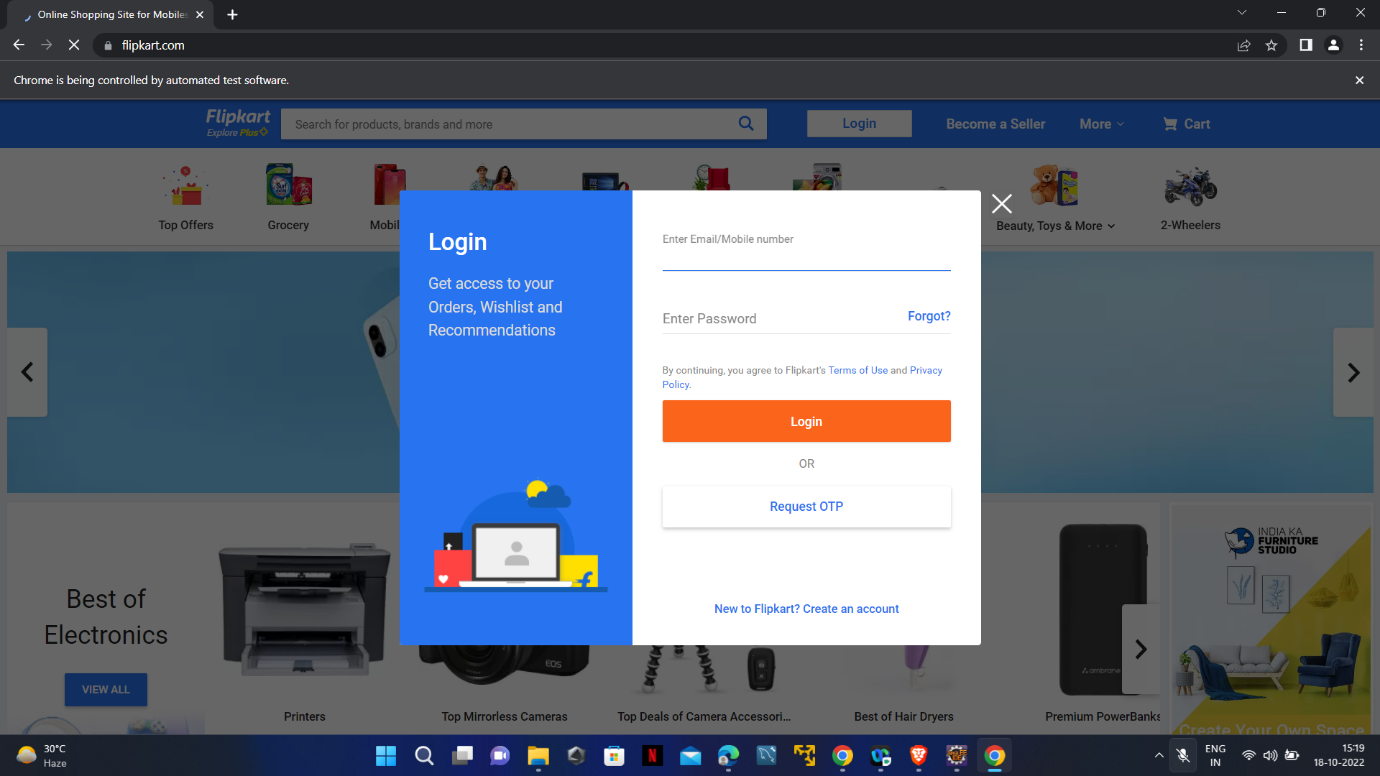 Online Shopping Site for Mobiles
flipkart.com
Chrome is being controlled by automated test software.
Flipkart
Explore Plus
Search for products, brands and more
Login
Become a Seller
More
Cart
Top Offers
Grocery
Mobil
Beauty, Toys & More
2-Wheelers
Login
Get access to your
Orders, Wishlist and
Recommendations
Enter Email/Mobile number
Enter Password
Forgot?
By continuing, you agree to Flipkart's Terms of Use and Privacy
Policy.
Login
OR
Request OTP
New to Flipkart? Create an account
Best of
Electronics
VIEW ALL
EOS
ambrane
INDIA KA
FURNITURE
STUDIO
Create Your Own Space
Printers
Top Mirrorless Cameras
Top Deals of Camera Accessori...
Best of Hair Dryers
Premium PowerBanks
30°C
Haze
ENG
IN
15:19
18-10-2022